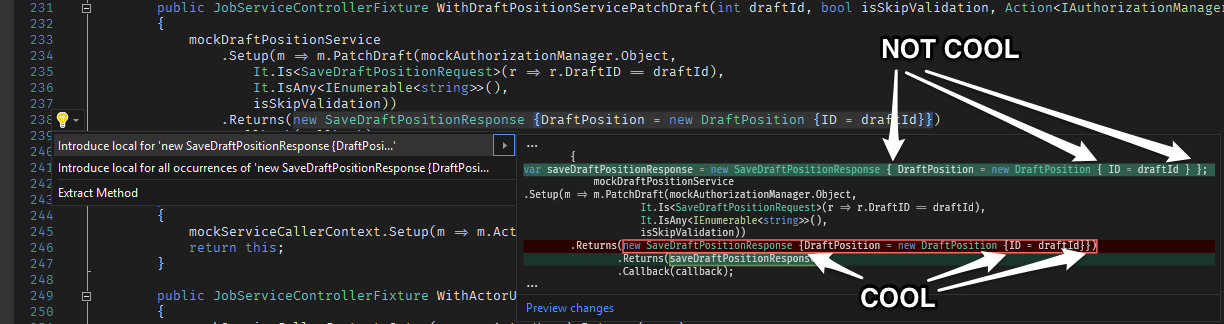 231 public JobServiceControllerFixture WithDraftPositionServicePatchDraft(int draftId, bool isSkipValidation, Action<IAuthorizationManager
232 {
233 mockDraftPositionService
234 .Setup(m => m.PatchDraft(mockAuthorizationManager.Object,
235 It.Is<SaveDraftPositionRequest>(r => r.DraftID == draftId),
236 It.IsAny<IEnumerable<string>>(),
237 isSkipValidation))
238 .Returns(new SaveDraftPositionResponse {DraftPosition = new DraftPosition {ID = draftId}})
NOT COOL
Introduce local for 'new SaveDraftPositionResponse {DraftPosi...'
Introduce local for all occurrences of 'new SaveDraftPositionResponse {DraftPosi...
Extract Method
...
{
var saveDraftPositionResponse = new SaveDraftPositionResponse { DraftPosition = new DraftPosition { ID = draftId } };
mockDraftPositionService
.Setup(m => m.PatchDraft(mockAuthorizationManager.Object,
It.Is<SaveDraftPositionRequest>(r => r.DraftID == draftId),
It.IsAny<IEnumerable<string>>(),
isSkipValidation))
.Returns(new SaveDraftPositionResponse {DraftPosition = new DraftPosition {ID = draftId}})
.Returns(saveDraftPositionRespons
.Callback(callback);
...
Preview changes
COOL
244 {
245 mockServiceCallerContext.Setup(m => m.Act
246 return this;
247 }
248
249 public JobServiceControllerFixture WithActorU
250 {